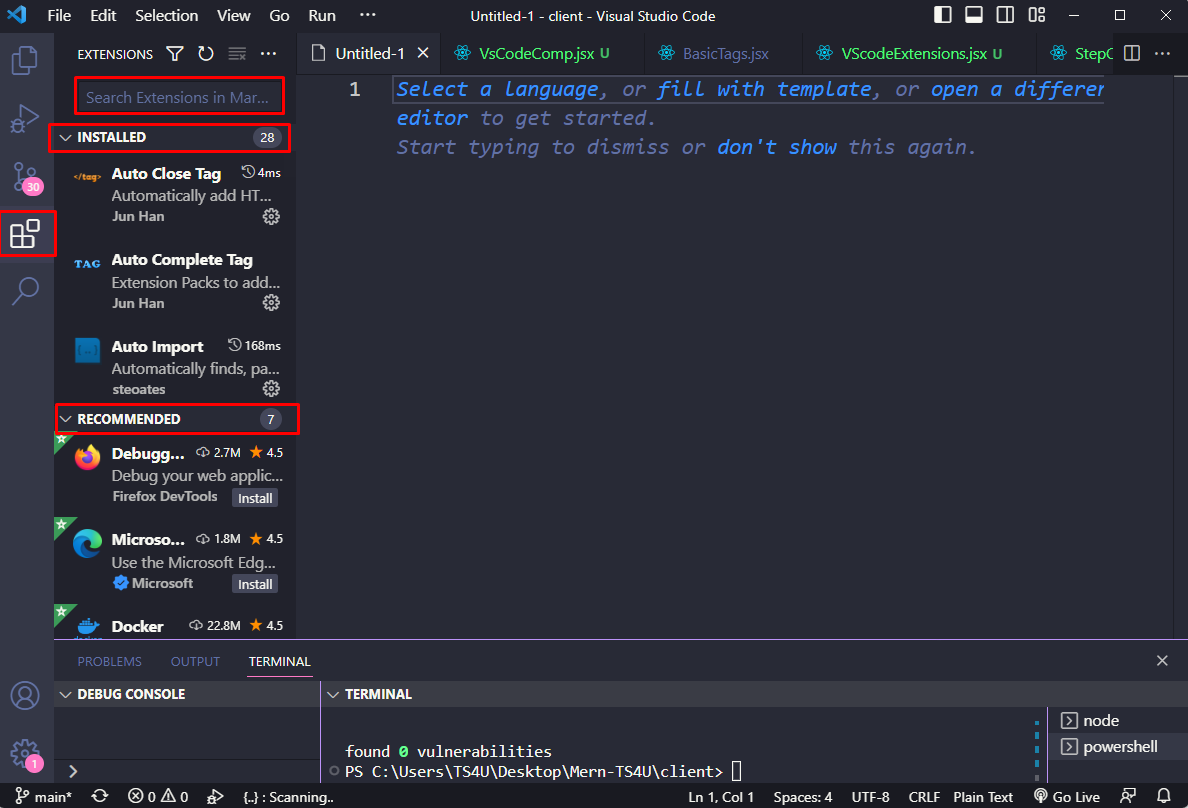 File Edit Selection View Go Run ··· Untitled-1 - client - Visual Studio Code
EXTENSIONS ···
Untitled-1 VsCodeComp.jsx U BasicTags.jsx VScodeExtensions.jsx U StepC ···
Search Extensions in Mar...
INSTALLED 28
</tag> Auto Close Tag 4ms
Automatically add HT...
Jun Han
TAG Auto Complete Tag
Extension Packs to add...
Jun Han
Auto Import 168ms
Automatically finds, pa...
steoates
RECOMMENDED 7
Debugg... 2.7M 4.5
Debug your web applic...
Firefox DevTools Install
Microso... 1.8M 4.5
Use the Microsoft Edg...
Microsoft Install
Docker 22.8M 4.5
docker
30
1
1 Select a language, or fill with template, or open a differen
editor to get started.
Start typing to dismiss or don't show this again.
PROBLEMS OUTPUT TERMINAL
DEBUG CONSOLE
TERMINAL
found 0 vulnerabilities
PS C:\Users\TS4U\Desktop\Mern-TS4U\client>
node
powershell
main* 0 0 {..} : Scanning.. Ln 1, Col 1 Spaces: 4 UTF-8 CRLF Plain Text Go Live